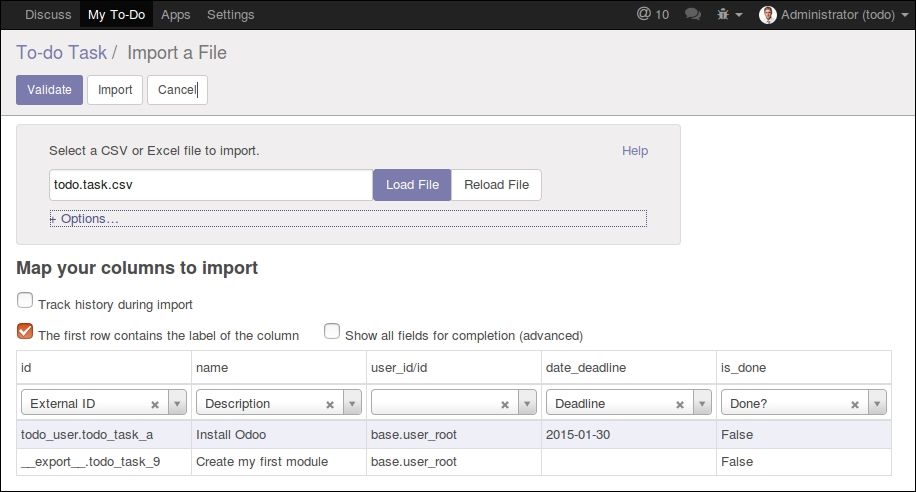 Discuss My To-Do Apps Settings @ 10 Administrator (todo)
To-do Task / Import a File
Validate Import Cancel
Select a CSV or Excel file to import. Help
todo.task.csv Load File Reload File
+ Options...
Map your columns to import
Track history during import
The first row contains the label of the column Show all fields for completion (advanced)
id name user_id/id date_deadline is_done
External ID × Description × × Deadline × Done? ×
todo_user.todo_task_a Install Odoo base.user_root 2015-01-30 False
__export__.todo_task_9 Create my first module base.user_root False